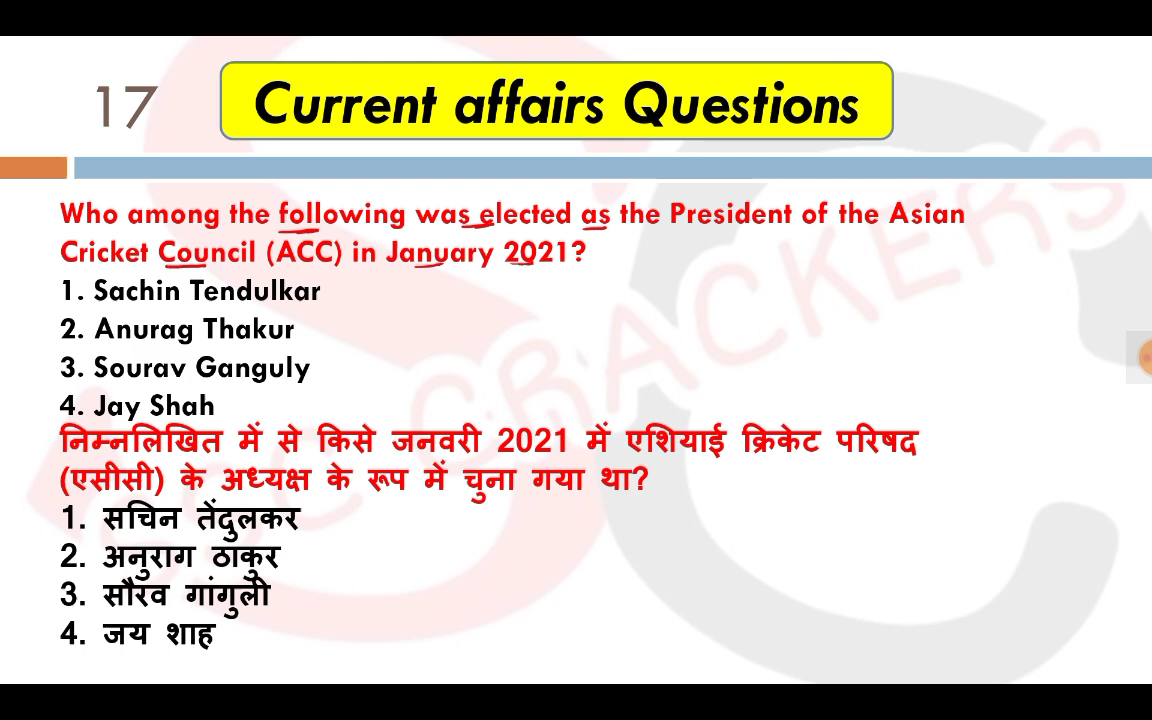 17
Current affairs Questions
Who among the following was elected as the President of the Asian
Cricket Council (ACC) in January 2021?
1. Sachin Tendulkar
2. Anurag Thakur
3. Sourav Ganguly
4. Jay Shah
निम्नलिखित में से किसे जनवरी 2021 में एशियाई क्रिकेट परिषद
(एसीसी) के अध्यक्ष के रूप में चुना गया था?
1. सचिन तेंदुलकर
2. अनुराग ठाकुर
3. सौरव गांगुली
4. जय शाह
CRACKERS